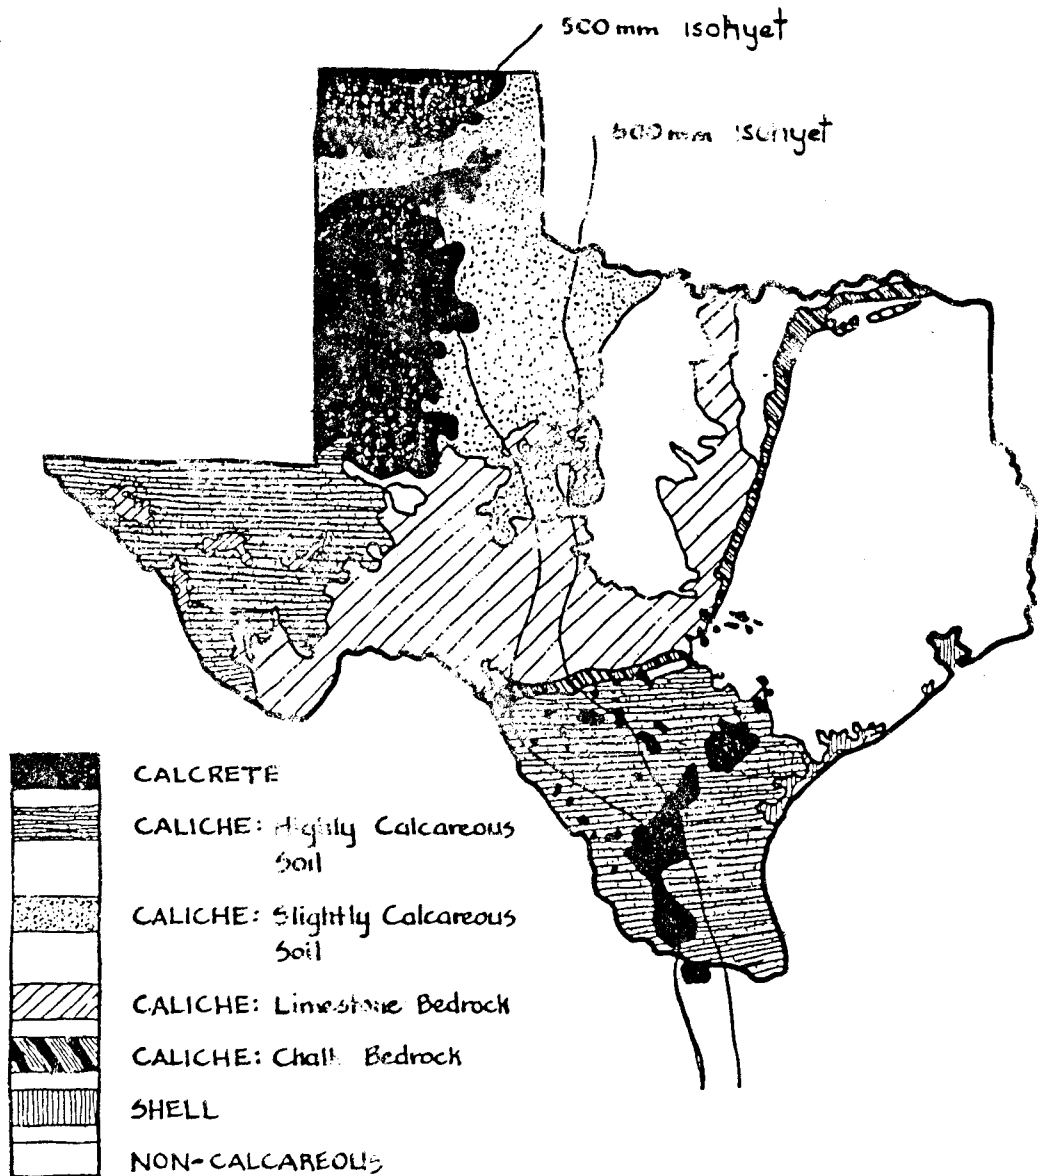 500 mm isohyet
500 mm isohyet
CALCRETE
CALICHE: Highly Calcareous
Soil
CALICHE: Slightly Calcareous
Soil
CALICHE: Limestone Bedrock
CALICHE: Chalk Bedrock
SHELL
NON-CALCAREOUS